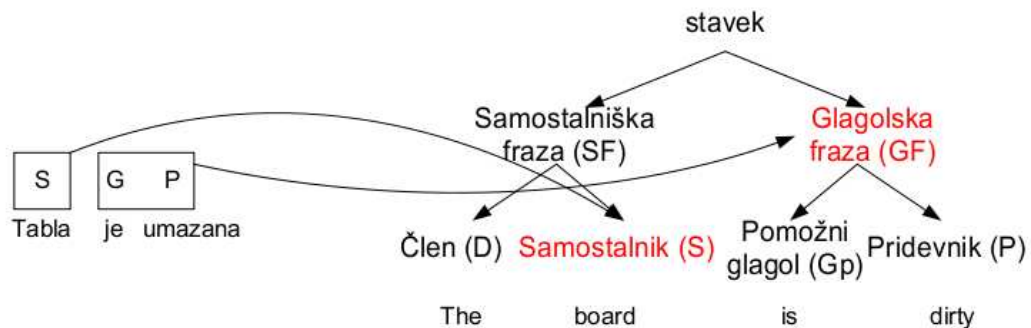 stavek
Samostalniška
fraza (SF)
Glagolska
fraza (GF)
S
G P
Tabla je umazana
Člen (D)
Samostalnik (S)
Pomožni
glagol (Gp)
Pridevnik (P)
The board is dirty